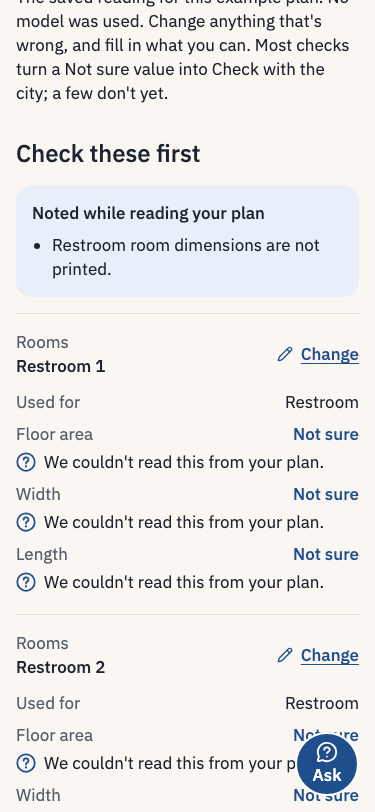 The saved reading for this example plan. No
model was used. Change anything that's
wrong, and fill in what you can. Most checks
turn a Not sure value into Check with the
city; a few don't yet.
Check these first
Noted while reading your plan
• Restroom room dimensions are not
printed.
Rooms
Restroom 1
Change
Used for
Restroom
Floor area
Not sure
We couldn't read this from your plan.
Width
Not sure
We couldn't read this from your plan.
Length
Not sure
We couldn't read this from your plan.
Rooms
Restroom 2
Change
Used for
Restroom
Floor area
Not sure
We couldn't read this from your
Width
Not sure
Ask